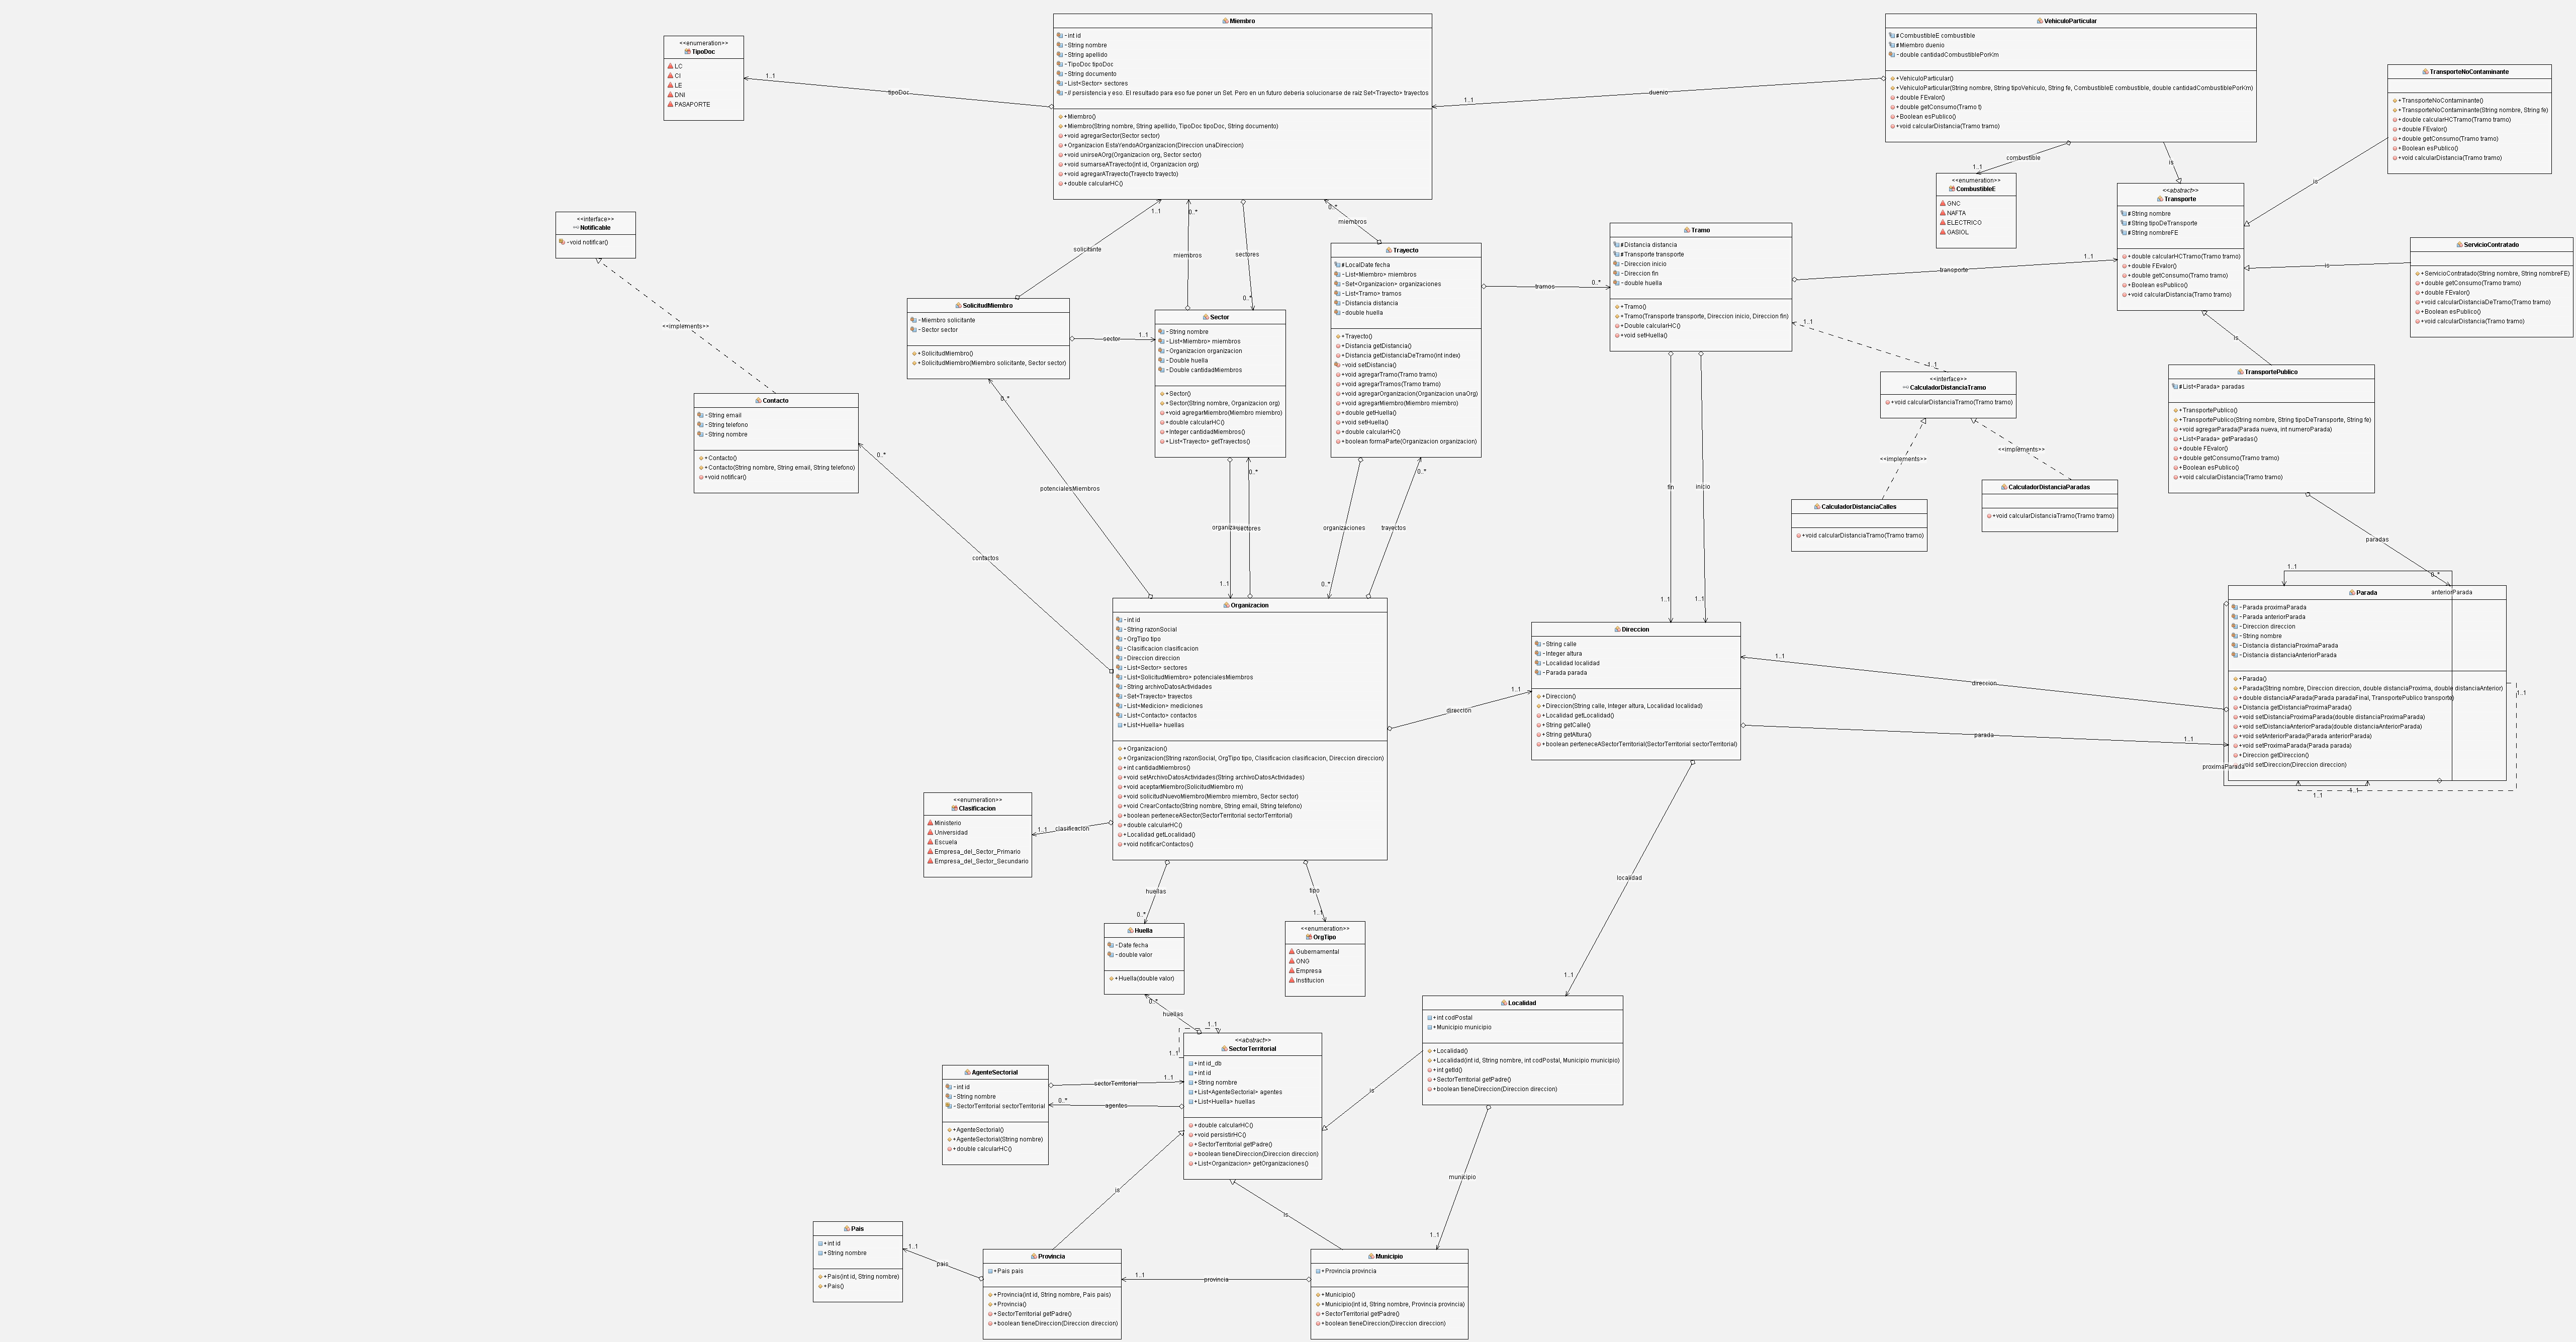 Miembro
-int id
-String nombre
-String apellido
-TipoDoc tipoDoc
-String documento
-List<Sector> sectores
-// persistencia y eso. El resultado para eso fue poner un Set. Pero en un futuro deberia solucionarse de raiz Set<Trayecto> trayectos
+Miembro()
+Miembro(String nombre, String apellido, TipoDoc tipoDoc, String documento)
+void agregarSector(Sector sector)
+Organizacion EstaYendoAOrganizacion(Direccion unaDireccion)
+void unirseAOrg(Organizacion org, Sector sector)
+void sumarseATrayecto(int id, Organizacion org)
+void agregarATrayecto(Trayecto trayecto)
+double calcularHC()
<<enumeration>>
TipoDoc
LC
CI
LE
DNI
PASAPORTE
1..1
tipoDoc
VehiculoParticular
#CombustibleE combustible
#Miembro duenio
-double cantidadCombustiblePorKm
+VehiculoParticular()
+VehiculoParticular(String nombre, String tipoVehiculo, String fe, CombustibleE combustible, double cantidadCombustiblePorKm)
+double FEvalor()
+double getConsumo(Tramo t)
+Boolean esPublico()
+void calcularDistancia(Tramo tramo)
duenio
1..1
TransporteNoContaminante
+TransporteNoContaminante()
+TransporteNoContaminante(String nombre, String fe)
+double calcularHCTramo(Tramo tramo)
+double FEvalor()
+double getConsumo(Tramo tramo)
+Boolean esPublico()
+void calcularDistancia(Tramo tramo)
combustible
1..1
is
is
<<enumeration>>
CombustibleE
GNC
NAFTA
ELECTRICO
GASIOL
<<abstract>>
Transporte
#String nombre
#String tipoDeTransporte
#String nombreFE
+double calcularHCTramo(Tramo tramo)
+double FEvalor()
+double getConsumo(Tramo tramo)
+Boolean esPublico()
+void calcularDistancia(Tramo tramo)
ServicioContratado
+ServicioContratado(String nombre, String nombreFE)
+double getConsumo(Tramo tramo)
+double FEvalor()
+void calcularDistanciaDeTramo(Tramo tramo)
+Boolean esPublico()
+void calcularDistancia(Tramo tramo)
is
is
<<interface>>
Notificable
-void notificar()
<<implements>>
1..1
solicitante
0..*
miembros
sectores
0..*
0..*
miembros
SolicitudMiembro
-Miembro solicitante
-Sector sector
+SolicitudMiembro()
+SolicitudMiembro(Miembro solicitante, Sector sector)
sector
1..1
Sector
-String nombre
-List<Miembro> miembros
-Organizacion organizacion
-Double huella
-Double cantidadMiembros
+Sector()
+Sector(String nombre, Organizacion org)
+void agregarMiembro(Miembro miembro)
+double calcularHC()
+Integer cantidadMiembros()
+List<Trayecto> getTrayectos()
Trayecto
#LocalDate fecha
-List<Miembro> miembros
-Set<Organizacion> organizaciones
-List<Tramo> tramos
-Distancia distancia
-double huella
+Trayecto()
+Distancia getDistancia()
+Distancia getDistanciaDeTramo(int index)
-void setDistancia()
+void agregarTramo(Tramo tramo)
+void agregarTramos(Tramo tramo)
+void agregarOrganizacion(Organizacion unaOrg)
+void agregarMiembro(Miembro miembro)
+double getHuella()
+void setHuella()
+double calcularHC()
+boolean formaParte(Organizacion organizacion)
tramos
0..*
Tramo
#Distancia distancia
#Transporte transporte
-Direccion inicio
-Direccion fin
-double huella
+Tramo()
+Tramo(Transporte transporte, Direccion inicio, Direccion fin)
+Double calcularHC()
+void setHuella()
transporte
1..1
1..1
1..1
<<interface>>
CalculadorDistanciaTramo
+void calcularDistanciaTramo(Tramo tramo)
<<implements>>
<<implements>>
CalculadorDistanciaCalles
+void calcularDistanciaTramo(Tramo tramo)
CalculadorDistanciaParadas
+void calcularDistanciaTramo(Tramo tramo)
TransportePublico
#List<Parada> paradas
+TransportePublico()
+TransportePublico(String nombre, String tipoDeTransporte, String fe)
+void agregarParada(Parada nueva, int numeroParada)
+List<Parada> getParadas()
+double FEvalor()
+double getConsumo(Tramo tramo)
+Boolean esPublico()
+void calcularDistancia(Tramo tramo)
paradas
0..*
Contacto
-String email
-String telefono
-String nombre
+Contacto()
+Contacto(String nombre, String email, String telefono)
+void notificar()
0..*
contactos
0..*
potencialesMiembros
organizacion
1..1
sectores
0..*
organizaciones
0..*
trayectos
0..*
fin
1..1
inicio
1..1
Organizacion
-int id
-String razonSocial
-OrgTipo tipo
-Clasificacion clasificacion
-Direccion direccion
-List<Sector> sectores
-List<SolicitudMiembro> potencialesMiembros
-String archivoDatosActividades
-Set<Trayecto> trayectos
-List<Medicion> mediciones
-List<Contacto> contactos
+List<Huella> huellas
+Organizacion()
+Organizacion(String razonSocial, OrgTipo tipo, Clasificacion clasificacion, Direccion direccion)
+int cantidadMiembros()
+void setArchivoDatosActividades(String archivoDatosActividades)
+void aceptarMiembro(SolicitudMiembro m)
+void solicitudNuevoMiembro(Miembro miembro, Sector sector)
+void CrearContacto(String nombre, String email, String telefono)
+boolean perteneceASector(SectorTerritorial sectorTerritorial)
+double calcularHC()
+Localidad getLocalidad()
+void notificarContactos()
direccion
1..1
Direccion
-String calle
-Integer altura
-Localidad localidad
-Parada parada
+Direccion()
+Direccion(String calle, Integer altura, Localidad localidad)
+Localidad getLocalidad()
+String getCalle()
+String getAltura()
+boolean perteneceASectorTerritorial(SectorTerritorial sectorTerritorial)
1..1
direccion
parada
1..1
1..1
anteriorParada
Parada
-Parada proximaParada
-Parada anteriorParada
-Direccion direccion
-String nombre
-Distancia distanciaProximaParada
-Distancia distanciaAnteriorParada
+Parada()
+Parada(String nombre, Direccion direccion, double distanciaProxima, double distanciaAnterior)
+double distanciaAParada(Parada paradaFinal, TransportePublico transporte)
+Distancia getDistanciaProximaParada()
+void setDistanciaProximaParada(double distanciaProximaParada)
+void setDistanciaAnteriorParada(double distanciaAnteriorParada)
+void setAnteriorParada(Parada anteriorParada)
+void setProximaParada(Parada parada)
+Direccion getDireccion()
+void setDireccion(Direccion direccion)
proximaParada
1..1
1..1
1..1
<<enumeration>>
Clasificacion
Ministerio
Universidad
Escuela
Empresa_del_Sector_Primario
Empresa_del_Sector_Secundario
1..1
clasificacion
huellas
0..*
tipo
1..1
localidad
1..1
Huella
-Date fecha
-double valor
+Huella(double valor)
<<enumeration>>
OrgTipo
Gubernamental
ONG
Empresa
Institucion
0..*
huellas
1..1
1..1
Localidad
+int codPostal
+Municipio municipio
+Localidad()
+Localidad(int id, String nombre, int codPostal, Municipio municipio)
+int getId()
+SectorTerritorial getPadre()
+boolean tieneDireccion(Direccion direccion)
<<abstract>>
SectorTerritorial
+int id_db
+int id
+String nombre
+List<AgenteSectorial> agentes
+List<Huella> huellas
+double calcularHC()
+void persistirHC()
+SectorTerritorial getPadre()
+boolean tieneDireccion(Direccion direccion)
+List<Organizacion> getOrganizaciones()
AgenteSectorial
-int id
-String nombre
-SectorTerritorial sectorTerritorial
+AgenteSectorial()
+AgenteSectorial(String nombre)
+double calcularHC()
sectorTerritorial
1..1
0..*
agentes
is
is
is
municipio
1..1
Pais
+int id
+String nombre
+Pais(int id, String nombre)
+Pais()
1..1
pais
Provincia
+Pais pais
+Provincia(int id, String nombre, Pais pais)
+Provincia()
+SectorTerritorial getPadre()
+boolean tieneDireccion(Direccion direccion)
1..1
provincia
Municipio
+Provincia provincia
+Municipio()
+Municipio(int id, String nombre, Provincia provincia)
+SectorTerritorial getPadre()
+boolean tieneDireccion(Direccion direccion)